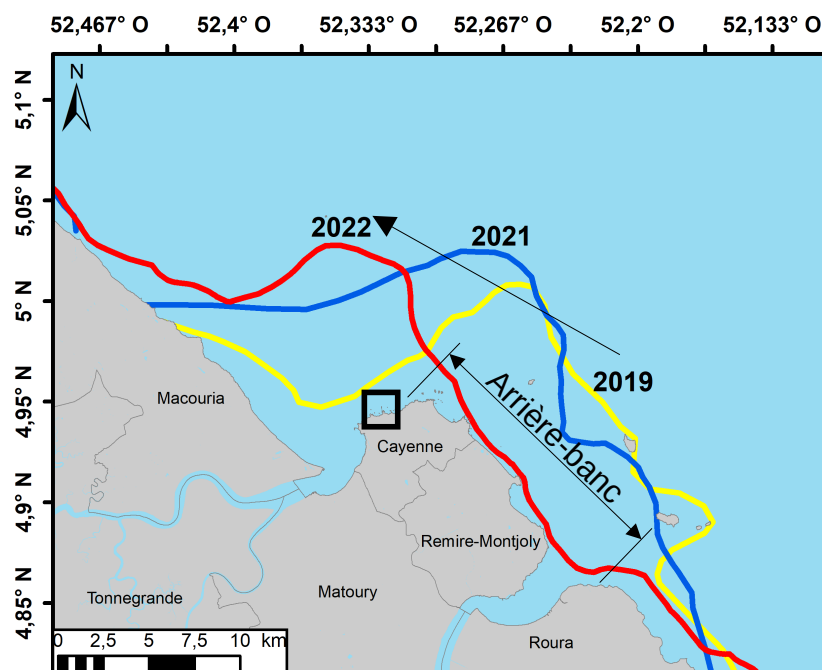 52,467° O 52,4° O 52,333° O 52,267° O 52,2° O 52,133° O
N
5,1° N
5,05° N
5° N
4,95° N
4,9° N
4,85° N
2022
2021
2019
Arrière-banc
Macouria
Cayenne
Remire-Montjoly
Matoury
Tonnegrande
Roura
0 2,5 5 7,5 10 km